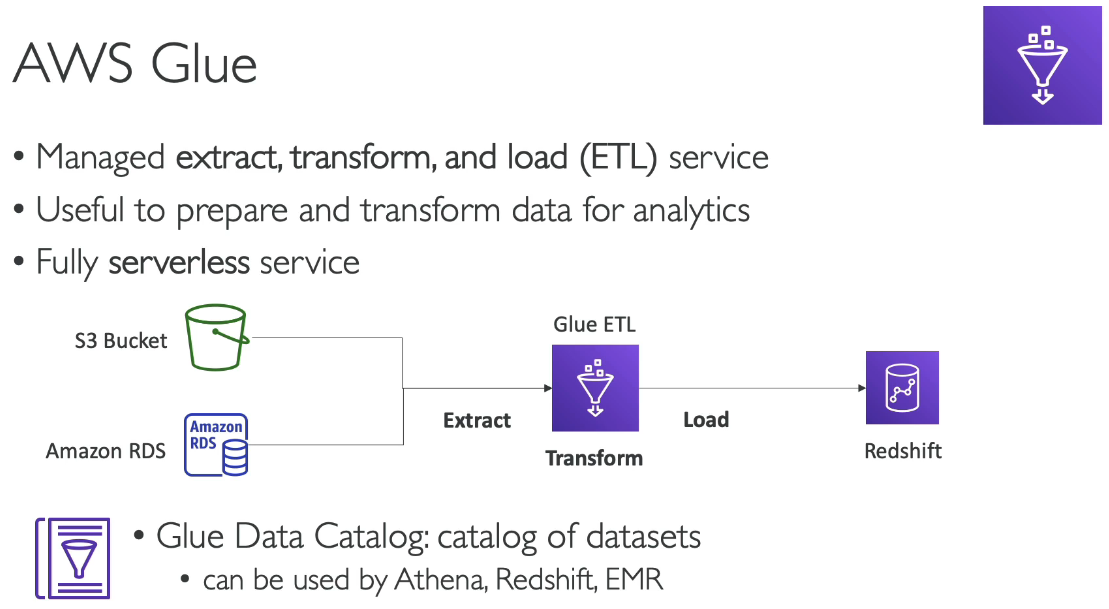 AWS Glue
• Managed extract, transform, and load (ETL) service
• Useful to prepare and transform data for analytics
• Fully serverless service
Glue ETL
S3 Bucket
Amazon RDS
Amazon
RDS
Extract
Transform
Load
Redshift
• Glue Data Catalog: catalog of datasets
• can be used by Athena, Redshift, EMR